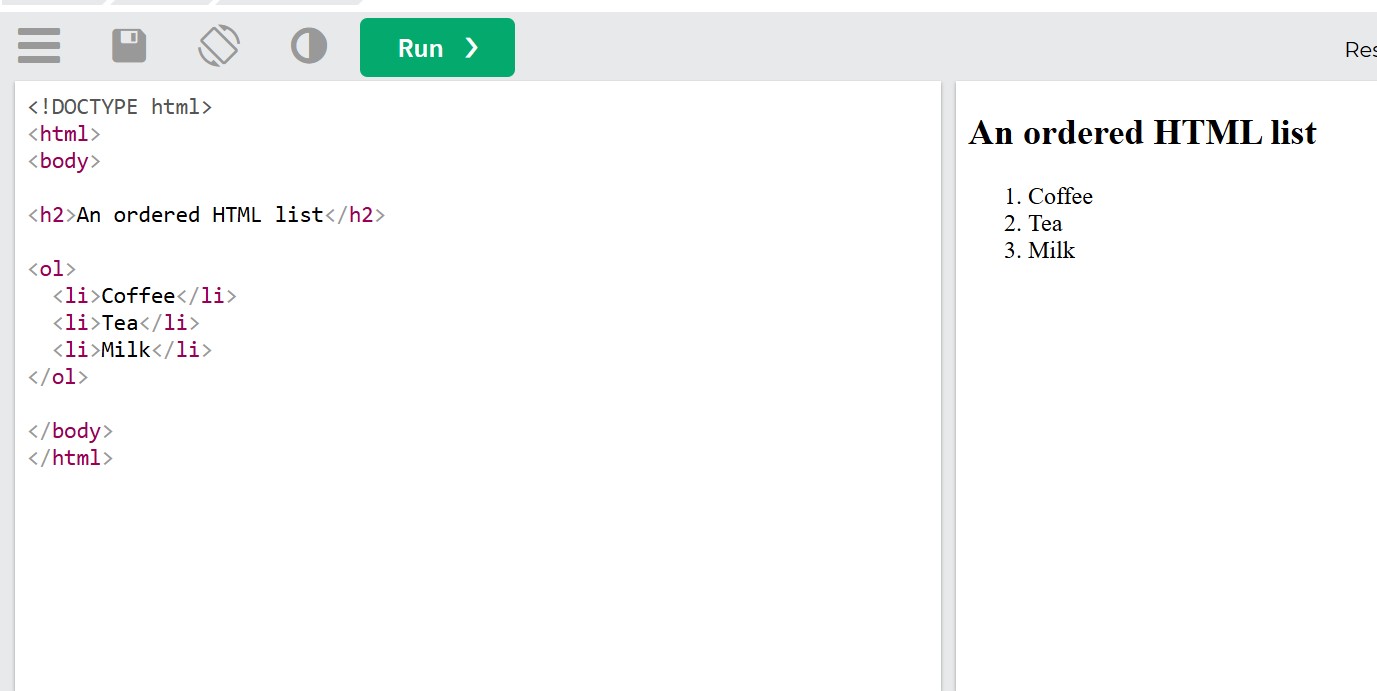 Run ❯
<!DOCTYPE html>
<html>
<body>
<h2>An ordered HTML list</h2>
<ol>
  <li>Coffee</li>
  <li>Tea</li>
  <li>Milk</li>
</ol>
</body>
</html>
An ordered HTML list
1. Coffee
2. Tea
3. Milk